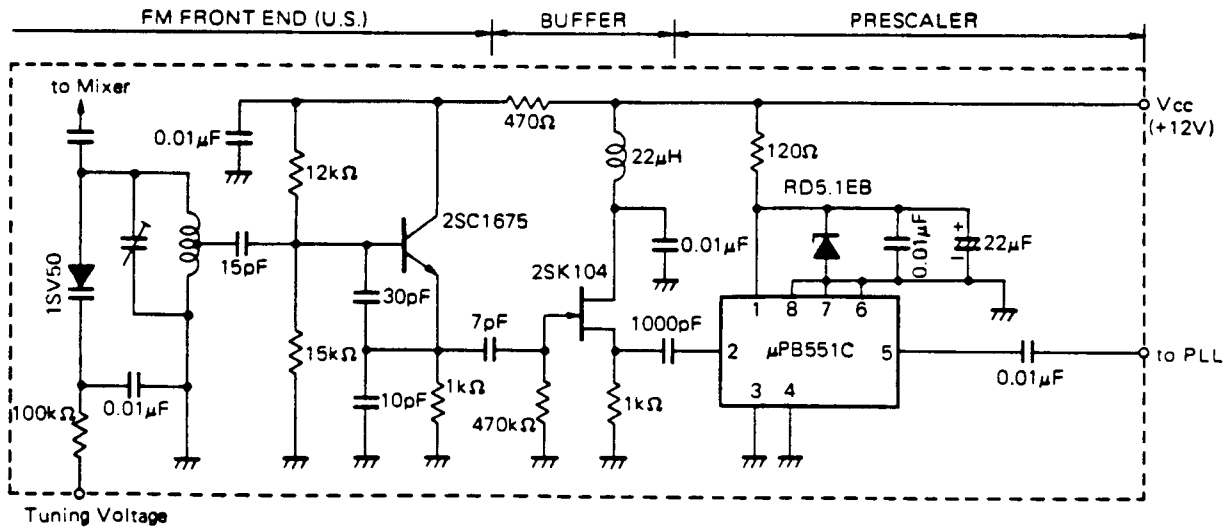 FM FRONT END (U.S.) BUFFER PRESCALER
to Mixer
Vcc
(+12V)
0.01µF
470Ω
22µH
120Ω
12kΩ
RD5.1EB
2SC1675
0.01µF
0.01µF
+
22µF
1SV50
15pF
2SK104
30pF
7pF
1000pF
1 8 7 6
15kΩ
2 µPB551C 5
to PLL
0.01µF
3 4
100kΩ
0.01µF
10pF
1kΩ
470kΩ
1kΩ
Tuning Voltage